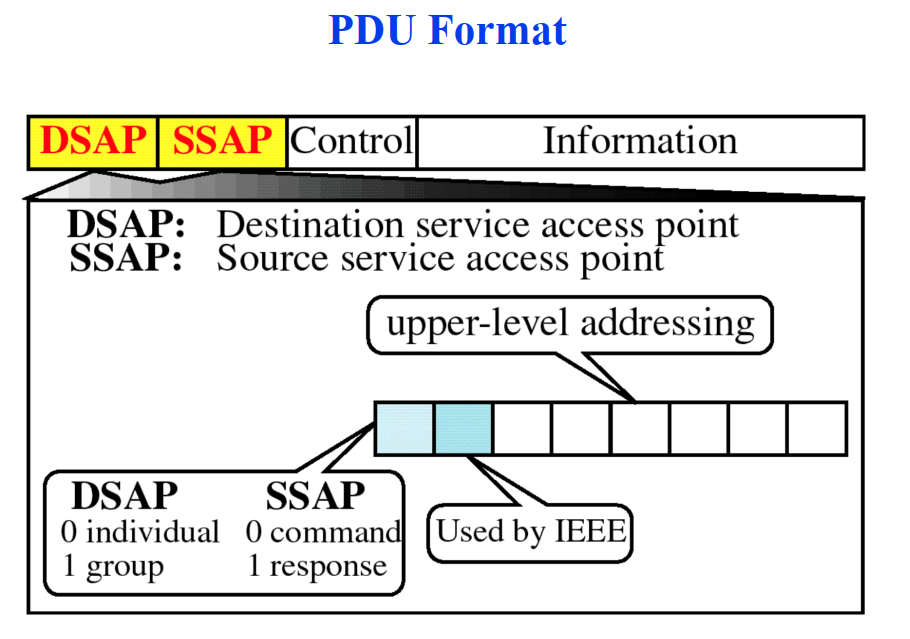 PDU Format
DSAP SSAP Control Information
DSAP: Destination service access point
SSAP: Source service access point
upper-level addressing
DSAP SSAP
0 individual 0 command
1 group 1 response
Used by IEEE